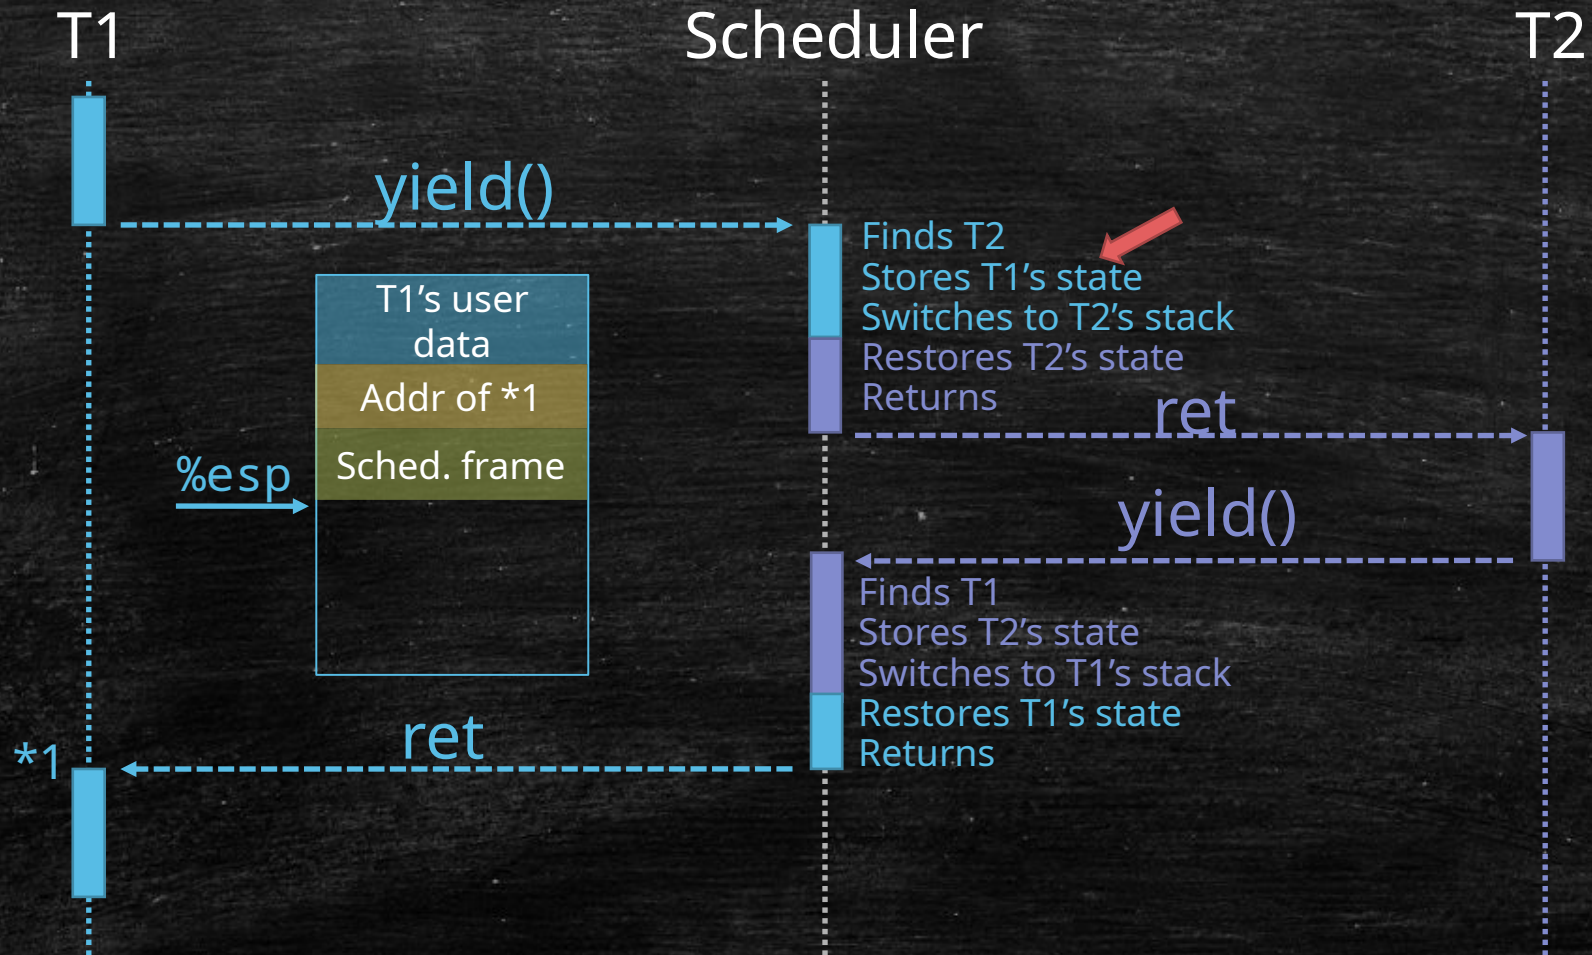 T1
Scheduler
T2
yield()
Finds T2
Stores T1’s state
Switches to T2’s stack
Restores T2’s state
Returns
ret
T1’s user
data
Addr of *1
Sched. frame
%esp
yield()
Finds T1
Stores T2’s state
Switches to T1’s stack
Restores T1’s state
Returns
ret
*1